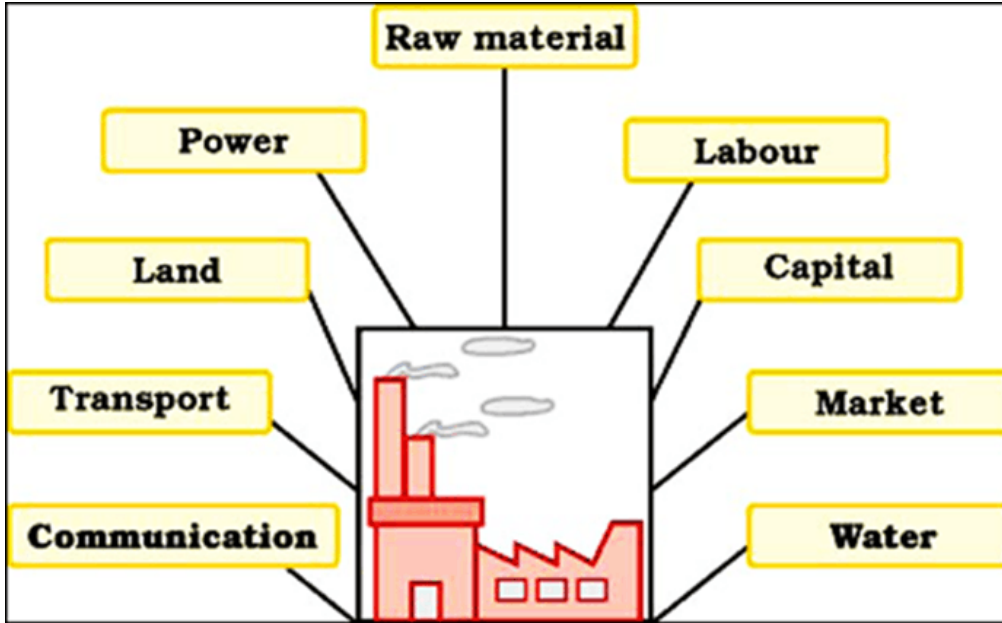 Raw material
Power
Labour
Land
Capital
Transport
Market
Communication
Water